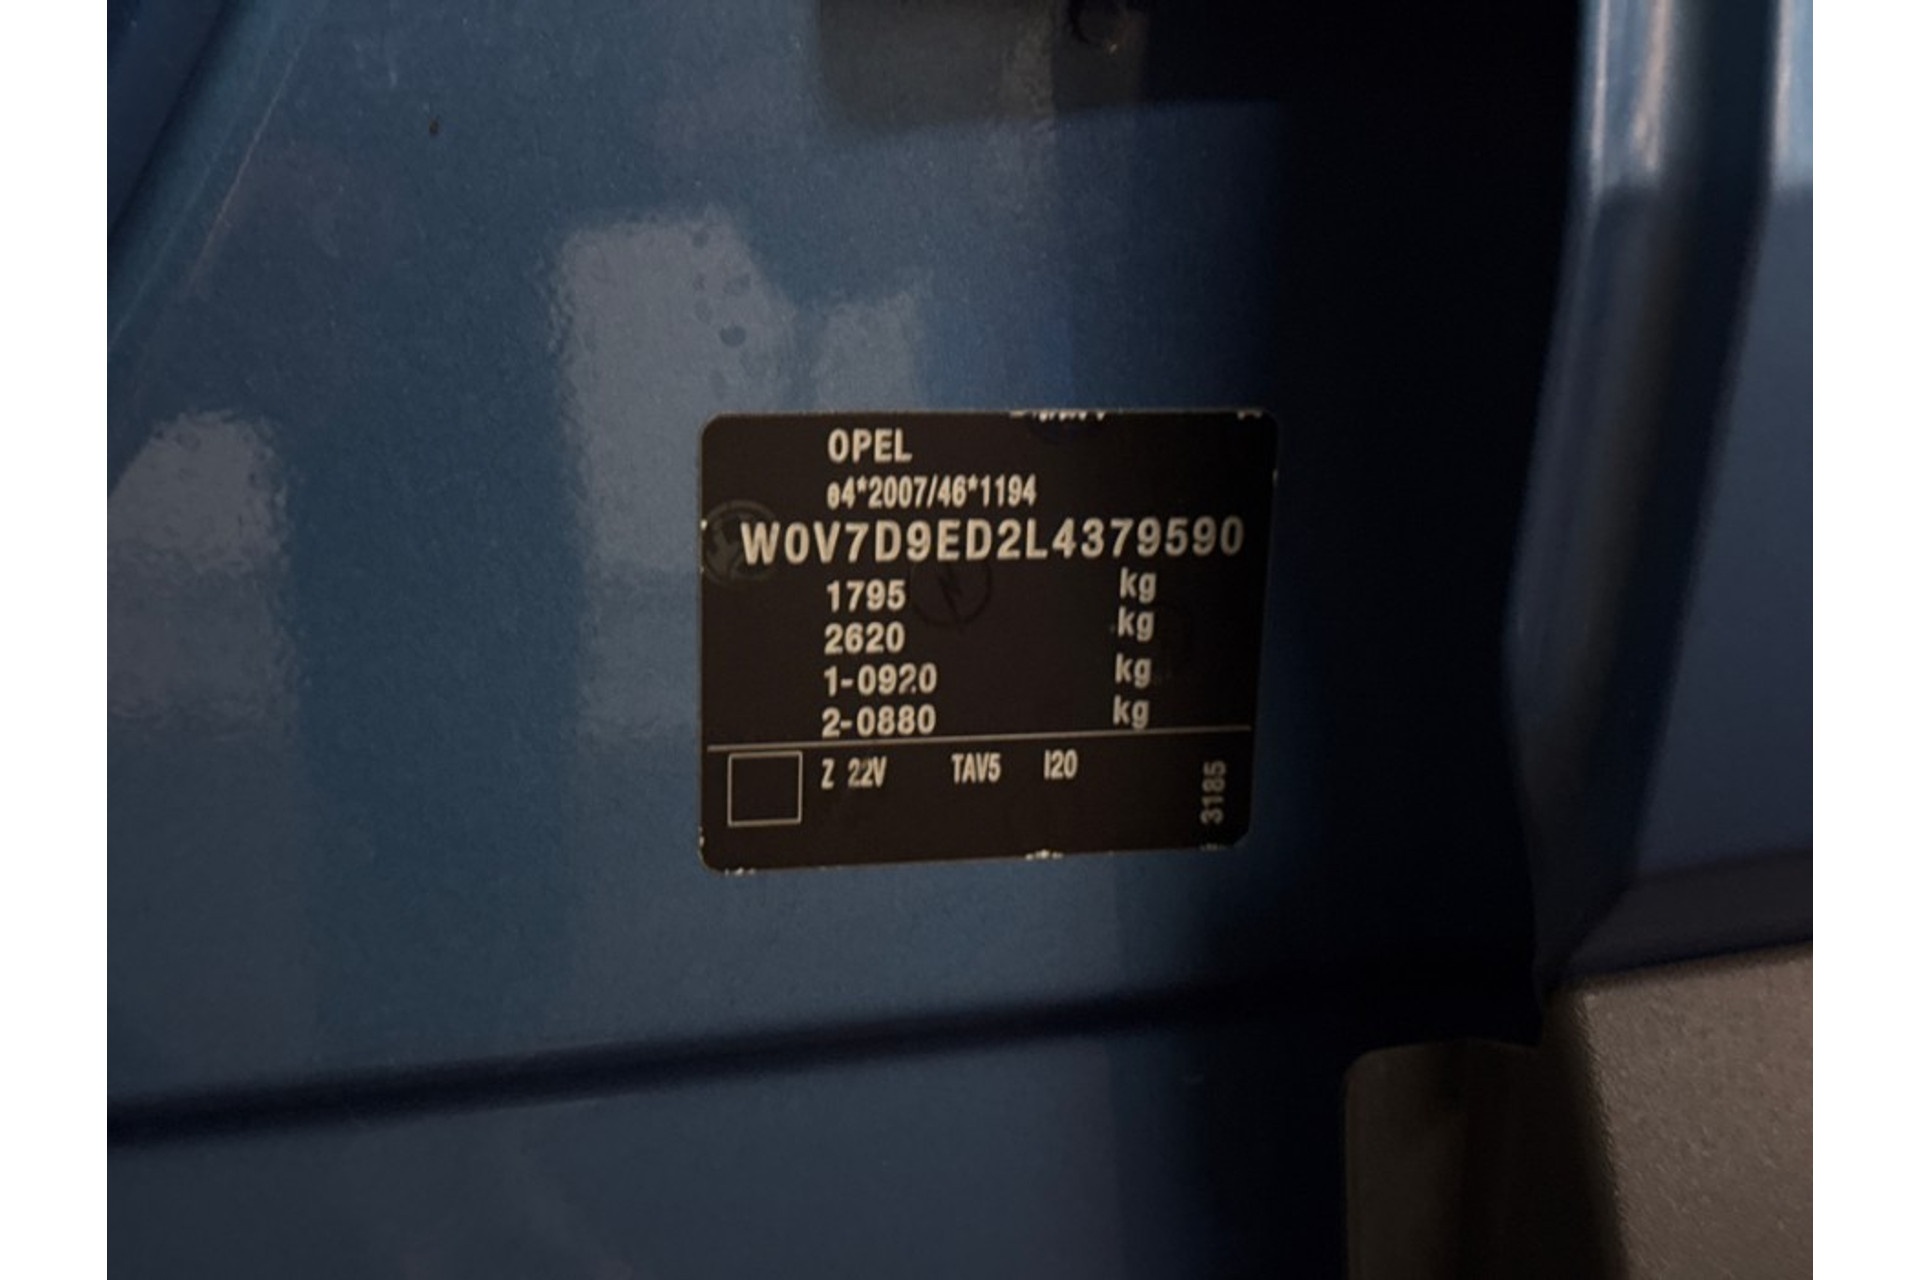 OPEL
e4*2007/46*1194
W0V7D9ED2L4379590
1795 kg
2620 kg
1-0920 kg
2-0880 kg
Z 22V TAV5 I20
3185